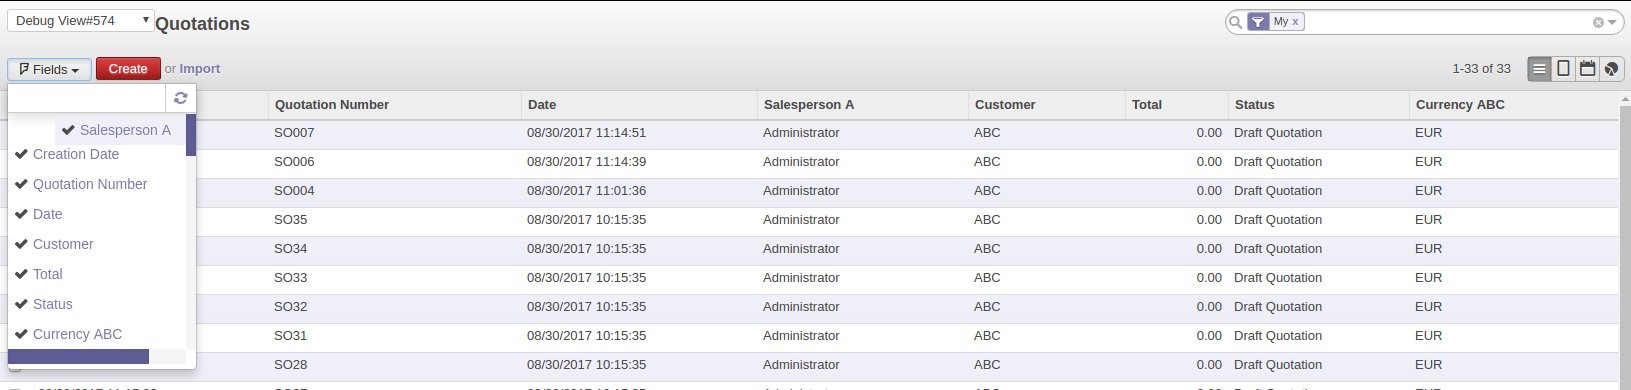 Debug View#574 Quotations My x
Fields Create or Import 1-33 of 33
Quotation Number Date Salesperson A Customer Total Status Currency ABC
Salesperson A
Creation Date
Quotation Number
Date
Customer
Total
Status
Currency ABC
SO007 08/30/2017 11:14:51 Administrator ABC 0.00 Draft Quotation EUR
SO006 08/30/2017 11:14:39 Administrator ABC 0.00 Draft Quotation EUR
SO004 08/30/2017 11:01:36 Administrator ABC 0.00 Draft Quotation EUR
SO35 08/30/2017 10:15:35 Administrator ABC 0.00 Draft Quotation EUR
SO34 08/30/2017 10:15:35 Administrator ABC 0.00 Draft Quotation EUR
SO33 08/30/2017 10:15:35 Administrator ABC 0.00 Draft Quotation EUR
SO32 08/30/2017 10:15:35 Administrator ABC 0.00 Draft Quotation EUR
SO31 08/30/2017 10:15:35 Administrator ABC 0.00 Draft Quotation EUR
SO28 08/30/2017 10:15:35 Administrator ABC 0.00 Draft Quotation EUR